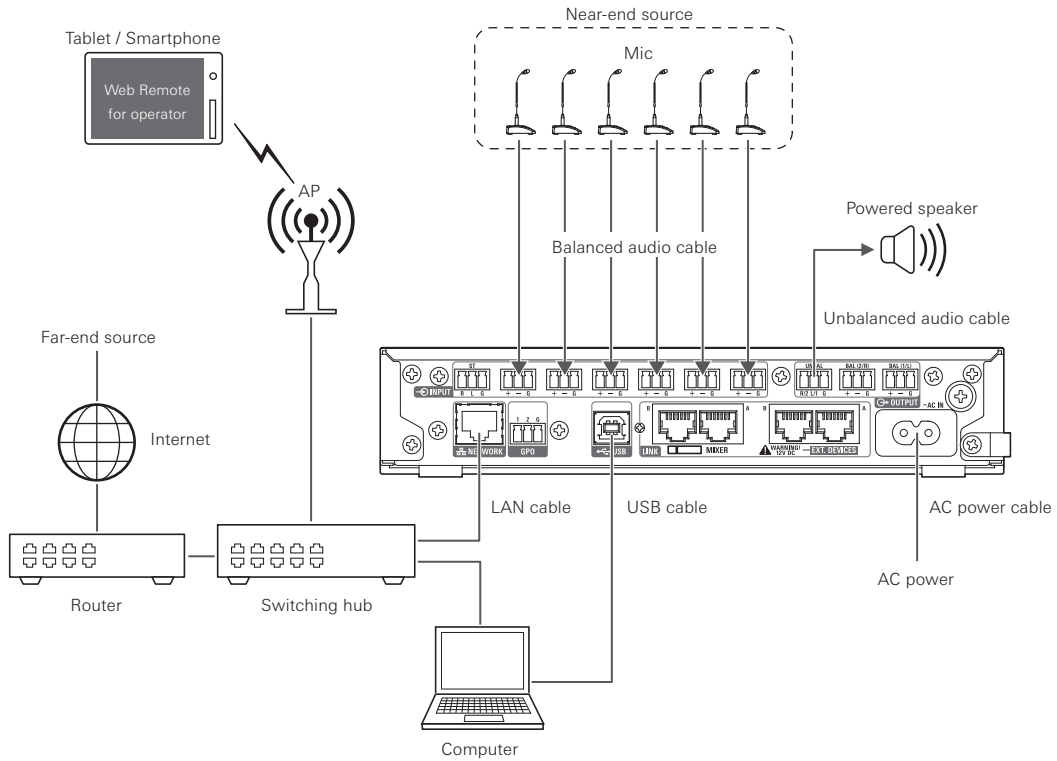 Near-end source
Tablet / Smartphone
Mic
Web Remote
for operator
AP
Powered speaker
Balanced audio cable
Unbalanced audio cable
Far-end source
ST
UNBAL
BAL (2/R)
BAL (1/L)
INPUT
R L G
+ - G
+ - G
+ - G
+ - G
+ - G
+ - G
R/2 L/1 G
+ - G
+ - G
OUTPUT
~AC IN
Internet
1 2 G
B
A
B
A
NETWORK
GPO
USB
LINK
MIXER
WARNING!
12V DC
EXT. DEVICES
LAN cable
USB cable
AC power cable
AC power
Router
Switching hub
Computer